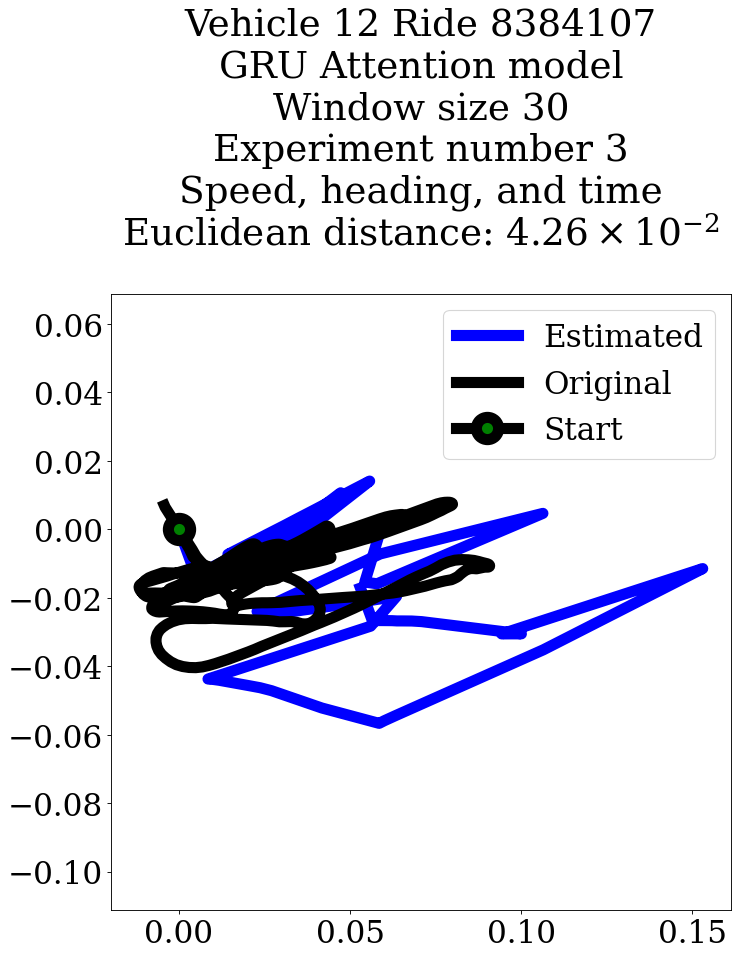 Vehicle 12 Ride 8384107
GRU Attention model
Window size 30
Experiment number 3
Speed, heading, and time
Euclidean distance: 4.26 × 10⁻²
Estimated
Original
Start
0.06
0.04
0.02
0.00
−0.02
−0.04
−0.06
−0.08
−0.10
0.00 0.05 0.10 0.15